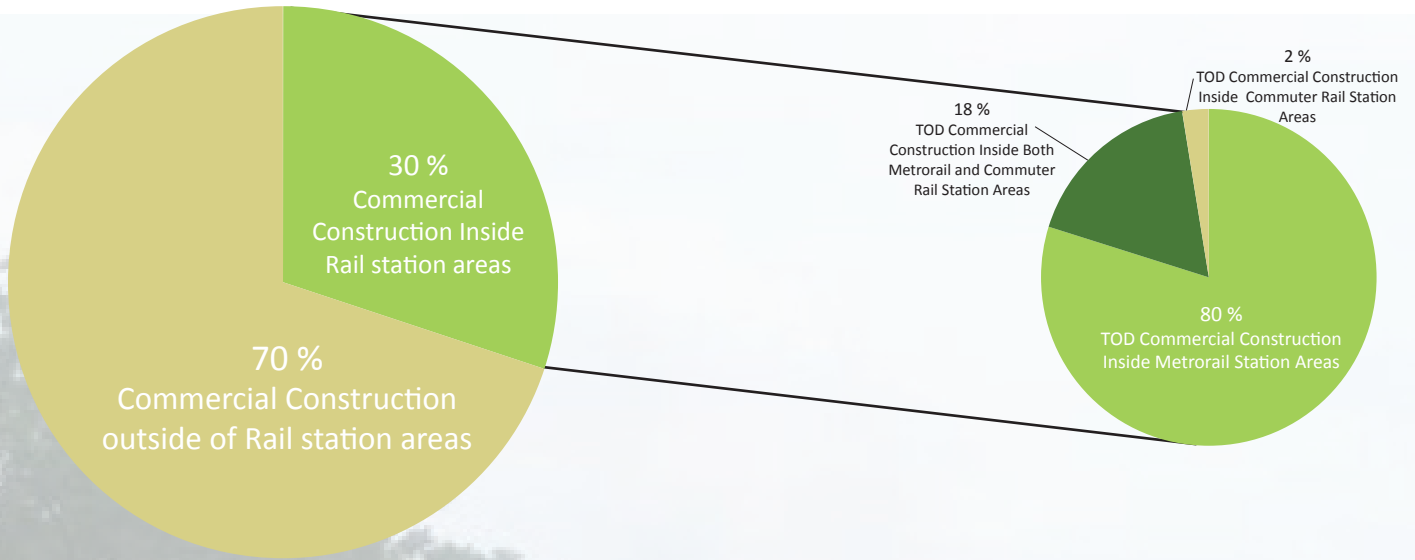 30 %
Commercial
Construction Inside
Rail station areas
70 %
Commercial Construction
outside of Rail station areas
18 %
TOD Commercial
Construction Inside Both
Metrorail and Commuter
Rail Station Areas
2 %
TOD Commercial Construction
Inside Commuter Rail Station
Areas
80 %
TOD Commercial Construction
Inside Metrorail Station Areas